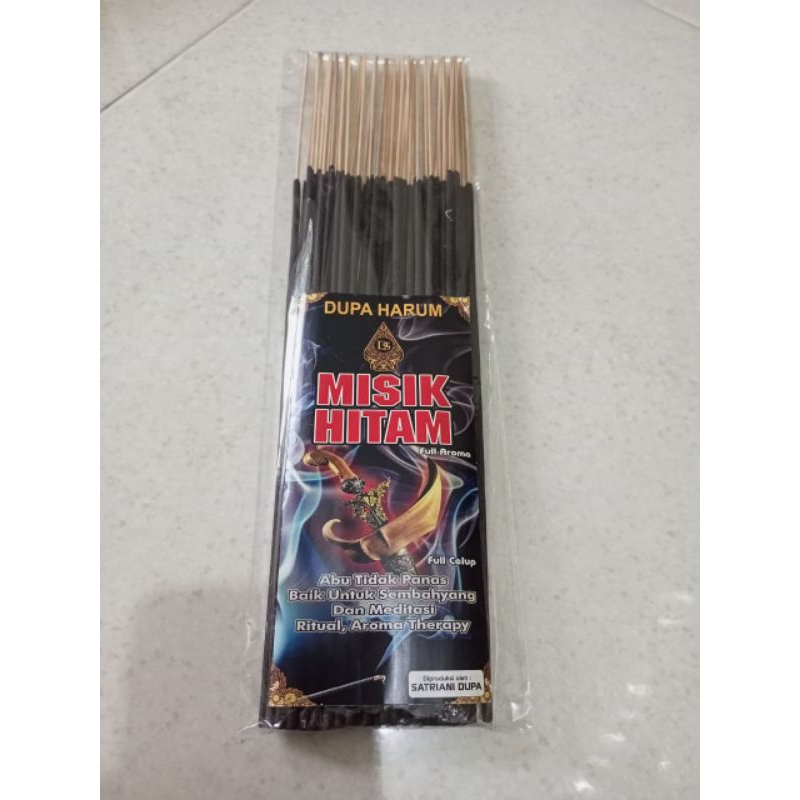 DUPA HARUM
MISIK
HITAM
Full Aroma
Full Celup
Abu Tidak Panas
Baik Untuk Sembahyang
Dan Meditasi
Ritual, Aroma Therapy
Diproduksi oleh :
SATRIANI DUPA